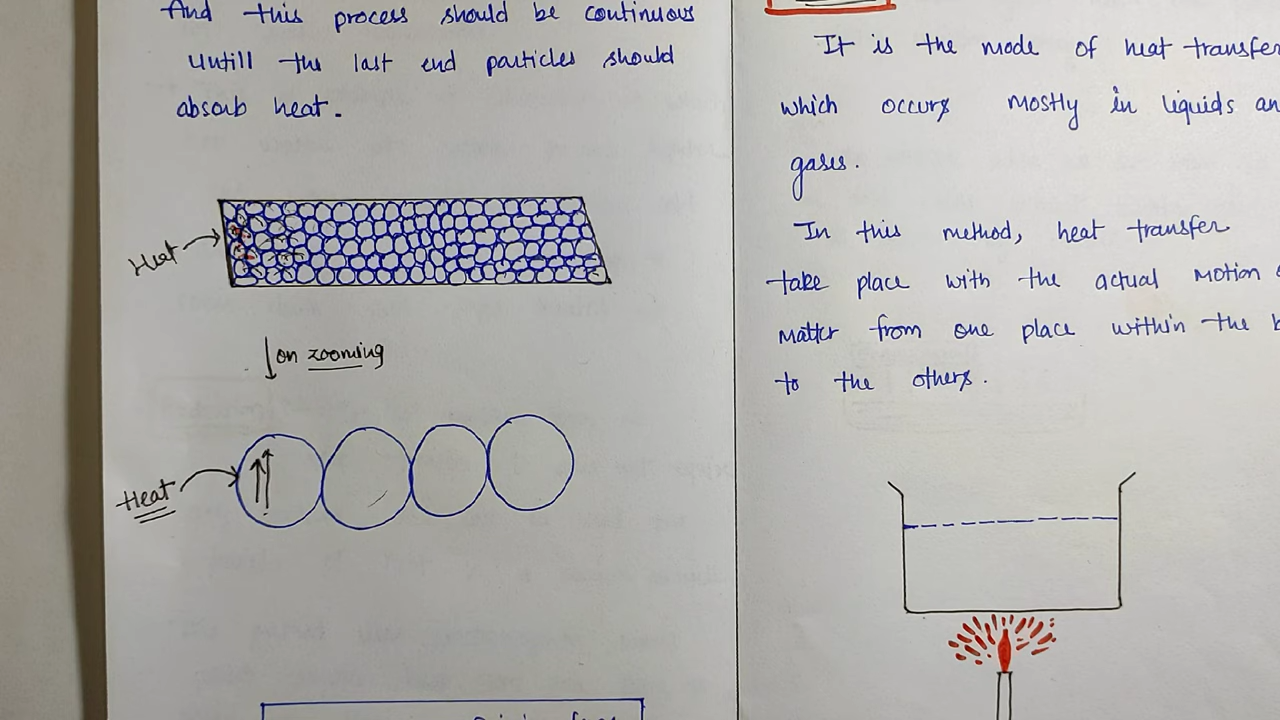 And this process should be continuous
Untill the last end particles should
absorb heat.
Heat
on zooming
Heat
It is the mode of heat transfer
which occurs mostly in liquids an
gases.
In this method, heat transfer
take place with the actual motion
matter from one place within the b
to the others.